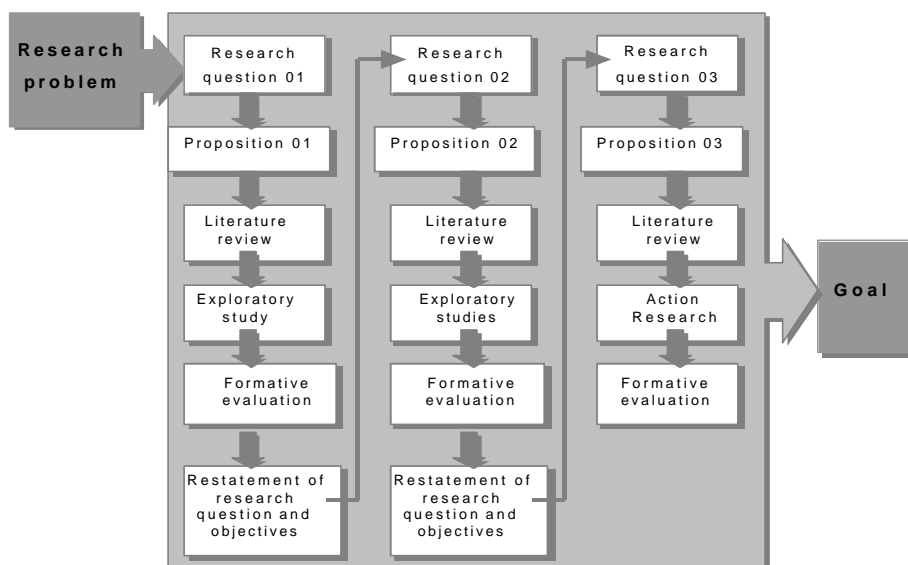 Research
problem
Research
question 01
Proposition 01
Literature
review
Exploratory
study
Formative
evaluation
Restatement of
research
question and
objectives
Research
question 02
Proposition 02
Literature
review
Exploratory
studies
Formative
evaluation
Restatement of
research
question and
objectives
Research
question 03
Proposition 03
Literature
review
Action
Research
Formative
evaluation
Goal